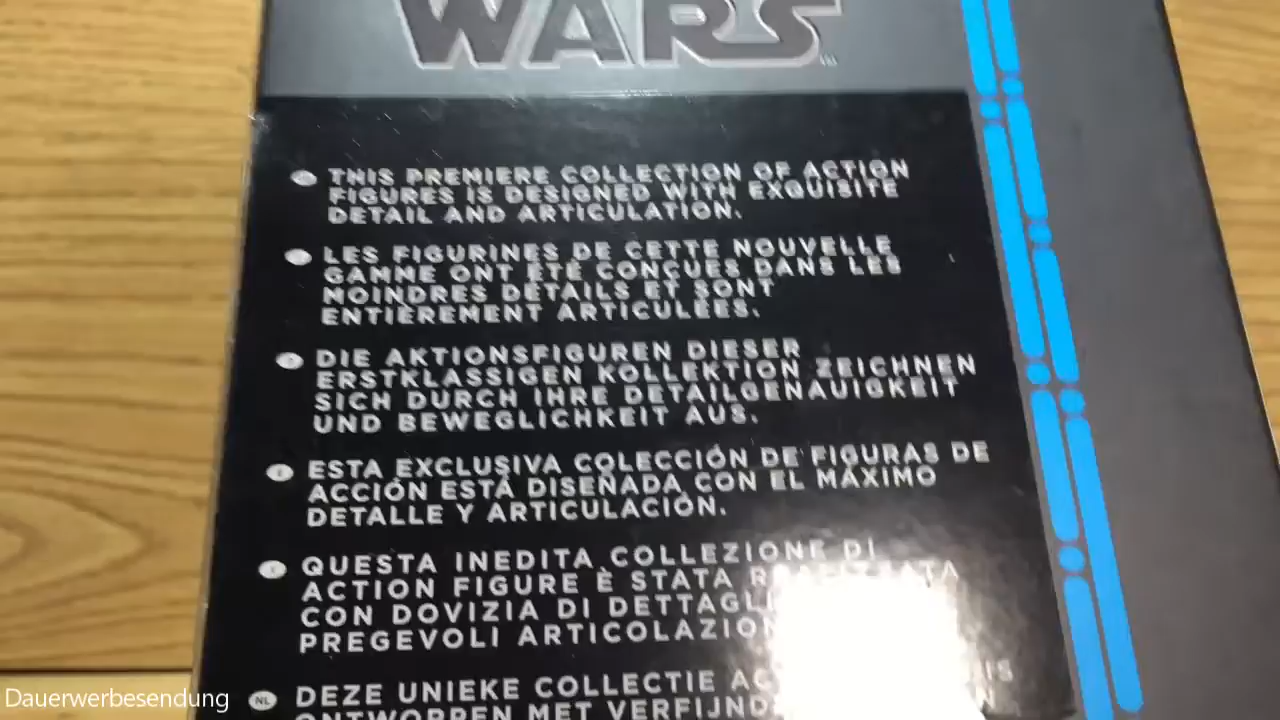 WARS
THIS PREMIERE COLLECTION OF ACTION
FIGURES IS DESIGNED WITH EXQUISITE
DETAIL AND ARTICULATION.
LES FIGURINES DE CETTE NOUVELLE
GAMME ONT ÉTÉ CONÇUES DANS LES
MOINDRES DÉTAILS ET SONT
ENTIÈREMENT ARTICULÉES.
DIE AKTIONSFIGUREN DIESER
ERSTKLASSIGEN KOLLEKTION ZEICHNEN
SICH DURCH IHRE DETAILGENAUIGKEIT
UND BEWEGLICHKEIT AUS.
ESTA EXCLUSIVA COLECCIÓN DE FIGURAS DE
ACCIÓN ESTÁ DISEÑADA CON EL MÁXIMO
DETALLE Y ARTICULACIÓN.
QUESTA INEDITA COLLEZIONE DI
ACTION FIGURE È STATA
CON DOVIZIA DI
PREGEVOLI
NL DEZE UNIEKE COLLECTIE
ONTWORPEN MET
Dauerwerbesendung